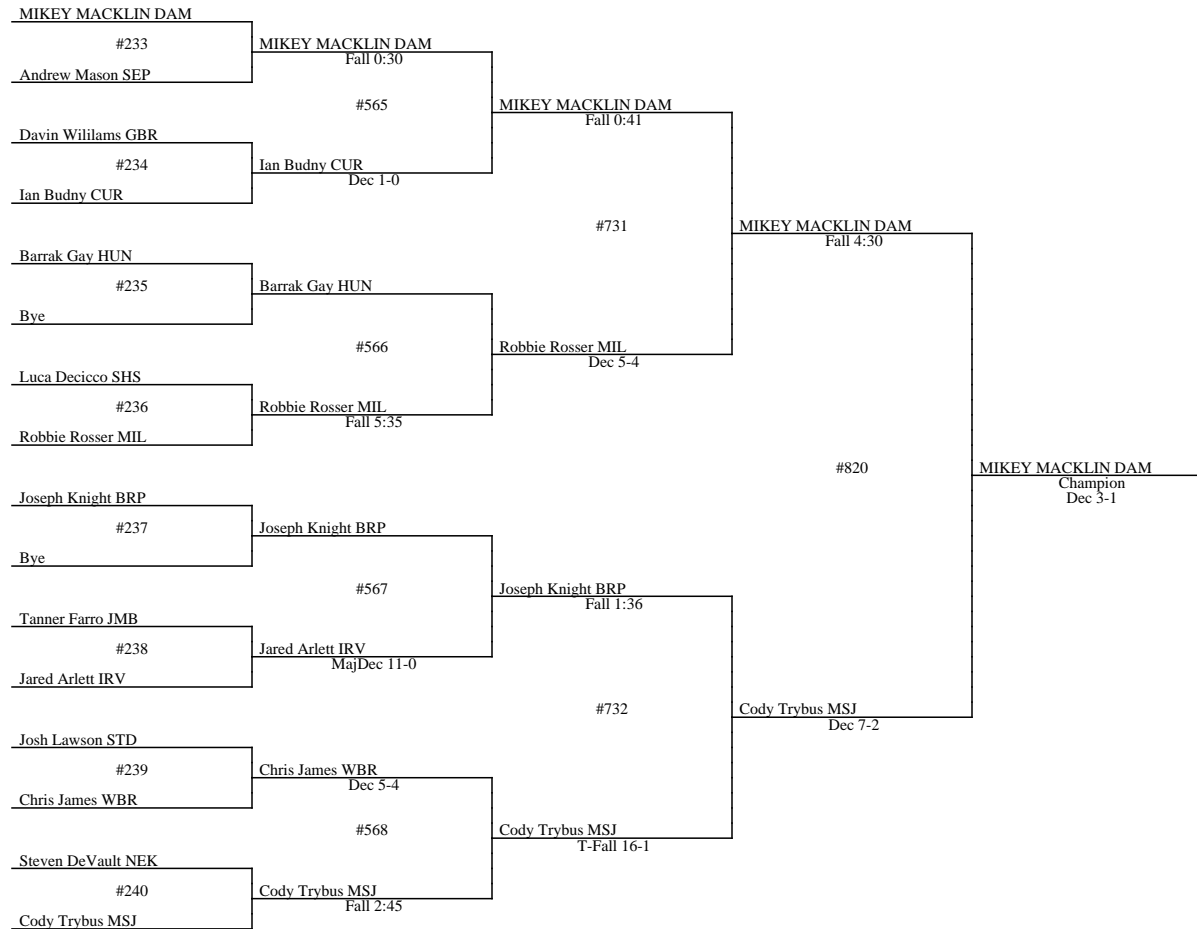 MIKEY MACKLIN DAM
#233
Andrew Mason SEP
MIKEY MACKLIN DAM
Fall 0:30
#565
Davin Wililams GBR
#234
Ian Budny CUR
Ian Budny CUR
Dec 1-0
MIKEY MACKLIN DAM
Fall 0:41
#731
Barrak Gay HUN
#235
Bye
Barrak Gay HUN
#566
Luca Decicco SHS
#236
Robbie Rosser MIL
Robbie Rosser MIL
Fall 5:35
Robbie Rosser MIL
Dec 5-4
MIKEY MACKLIN DAM
Fall 4:30
#820
Joseph Knight BRP
#237
Bye
Joseph Knight BRP
#567
Tanner Farro JMB
#238
Jared Arlett IRV
Jared Arlett IRV
MajDec 11-0
Joseph Knight BRP
Fall 1:36
#732
Josh Lawson STD
#239
Chris James WBR
Chris James WBR
Dec 5-4
#568
Steven DeVault NEK
#240
Cody Trybus MSJ
Cody Trybus MSJ
Fall 2:45
Cody Trybus MSJ
T-Fall 16-1
Cody Trybus MSJ
Dec 7-2
MIKEY MACKLIN DAM
Champion
Dec 3-1